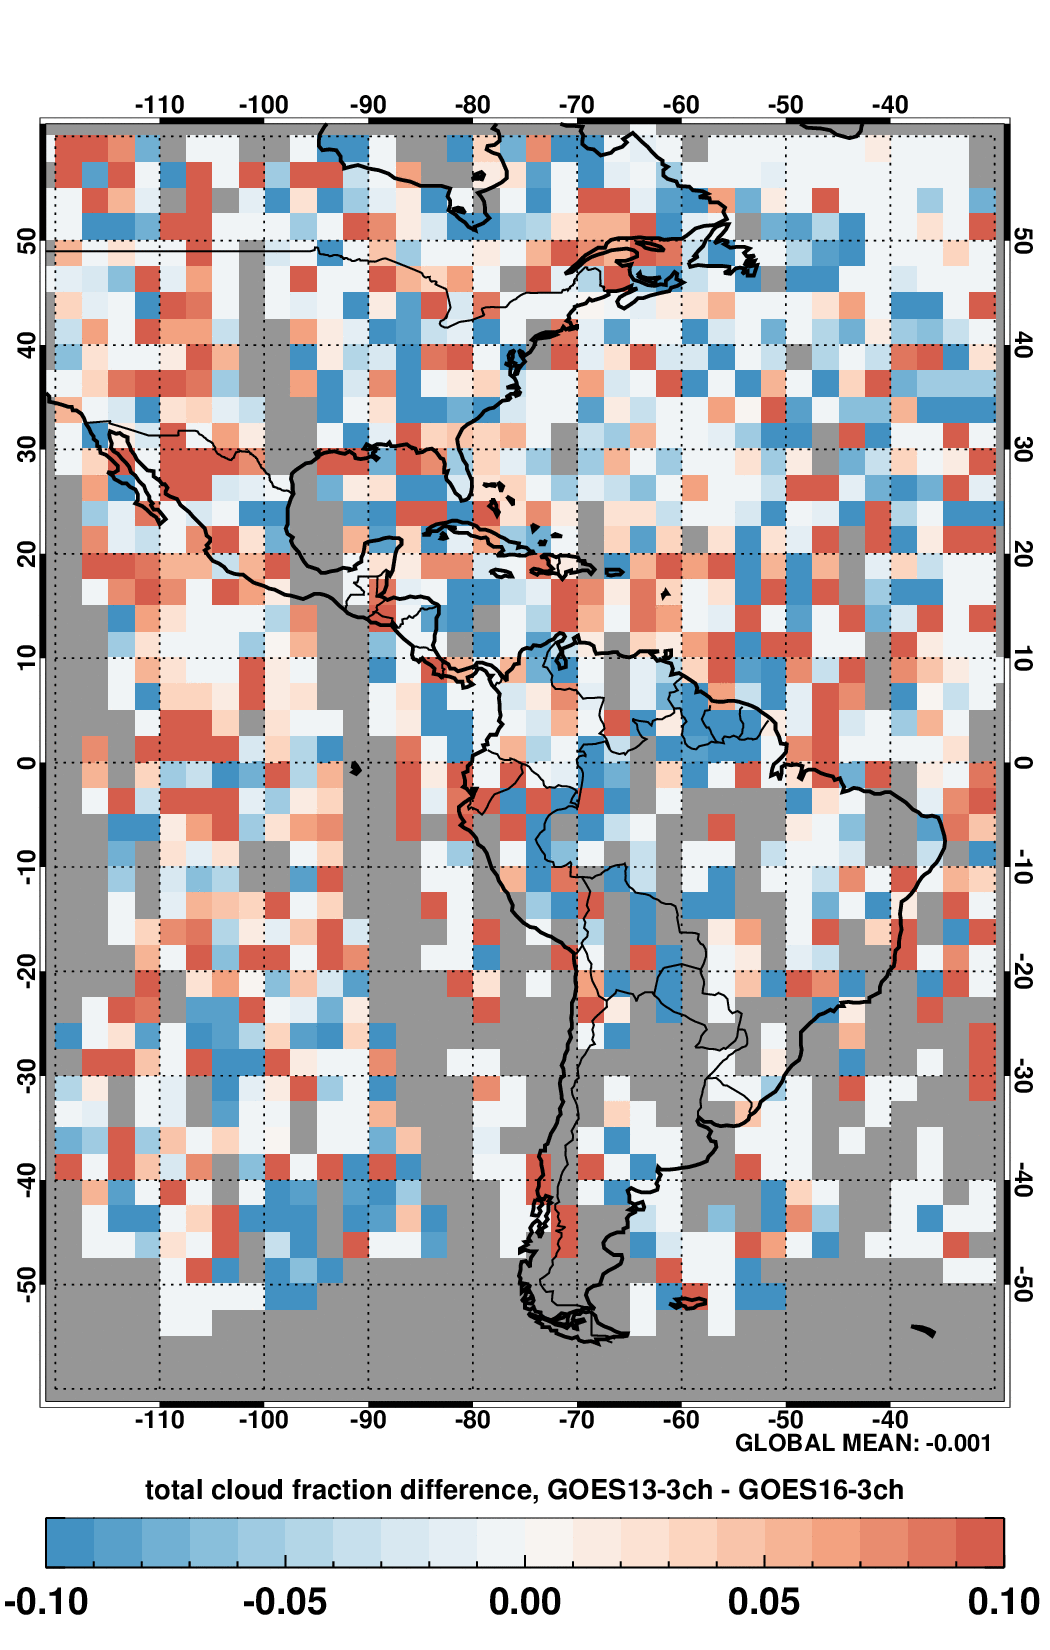 -110 -100 -90 -80 -70 -60 -50 -40
50 50
40 40
30 30
20 20
10 10
0 0
-10 -10
-20 -20
-30 -30
-40 -40
-50 -50
-110 -100 -90 -80 -70 -60 -50 -40
GLOBAL MEAN: -0.001
total cloud fraction difference, GOES13-3ch - GOES16-3ch
-0.10 -0.05 0.00 0.05 0.10